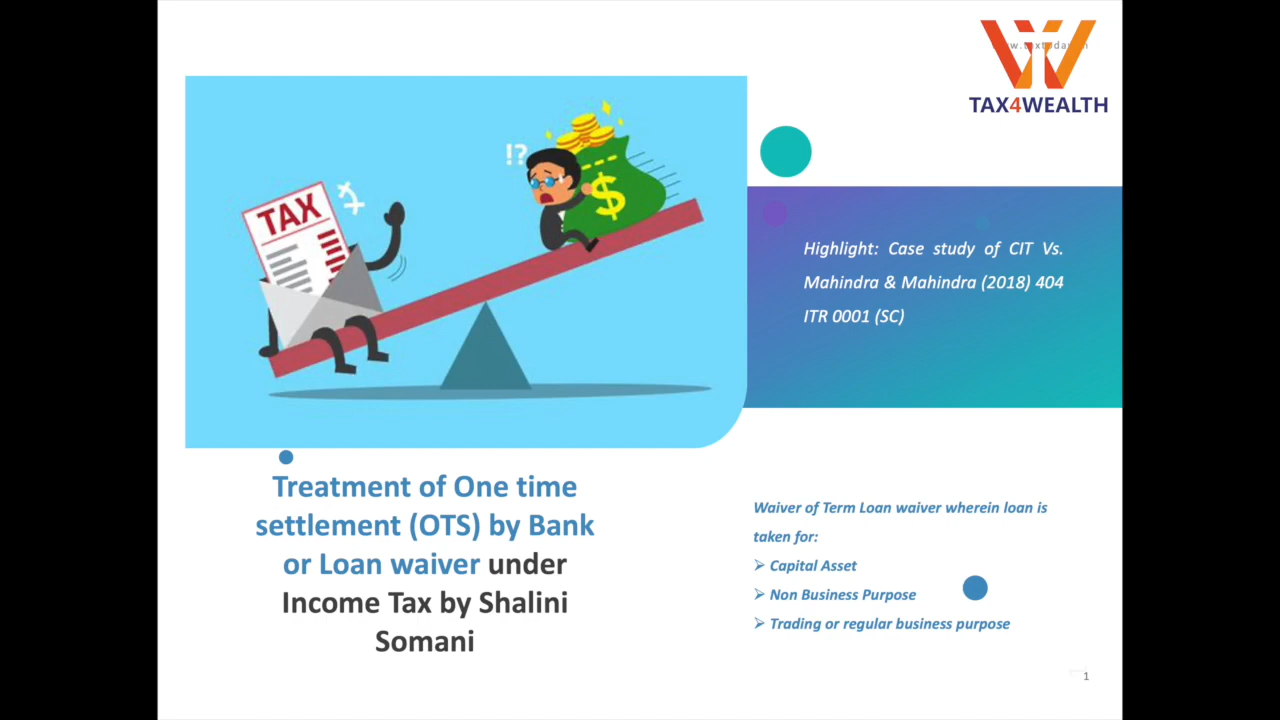 TAX4WEALTH
!?
TAX
$
Highlight: Case study of CIT Vs.
Mahindra & Mahindra (2018) 404
ITR 0001 (SC)
Treatment of One time
settlement (OTS) by Bank
or Loan waiver under
Income Tax by Shalini
Somani
Waiver of Term Loan waiver wherein loan is
taken for:
➢ Capital Asset
➢ Non Business Purpose
➢ Trading or regular business purpose
1